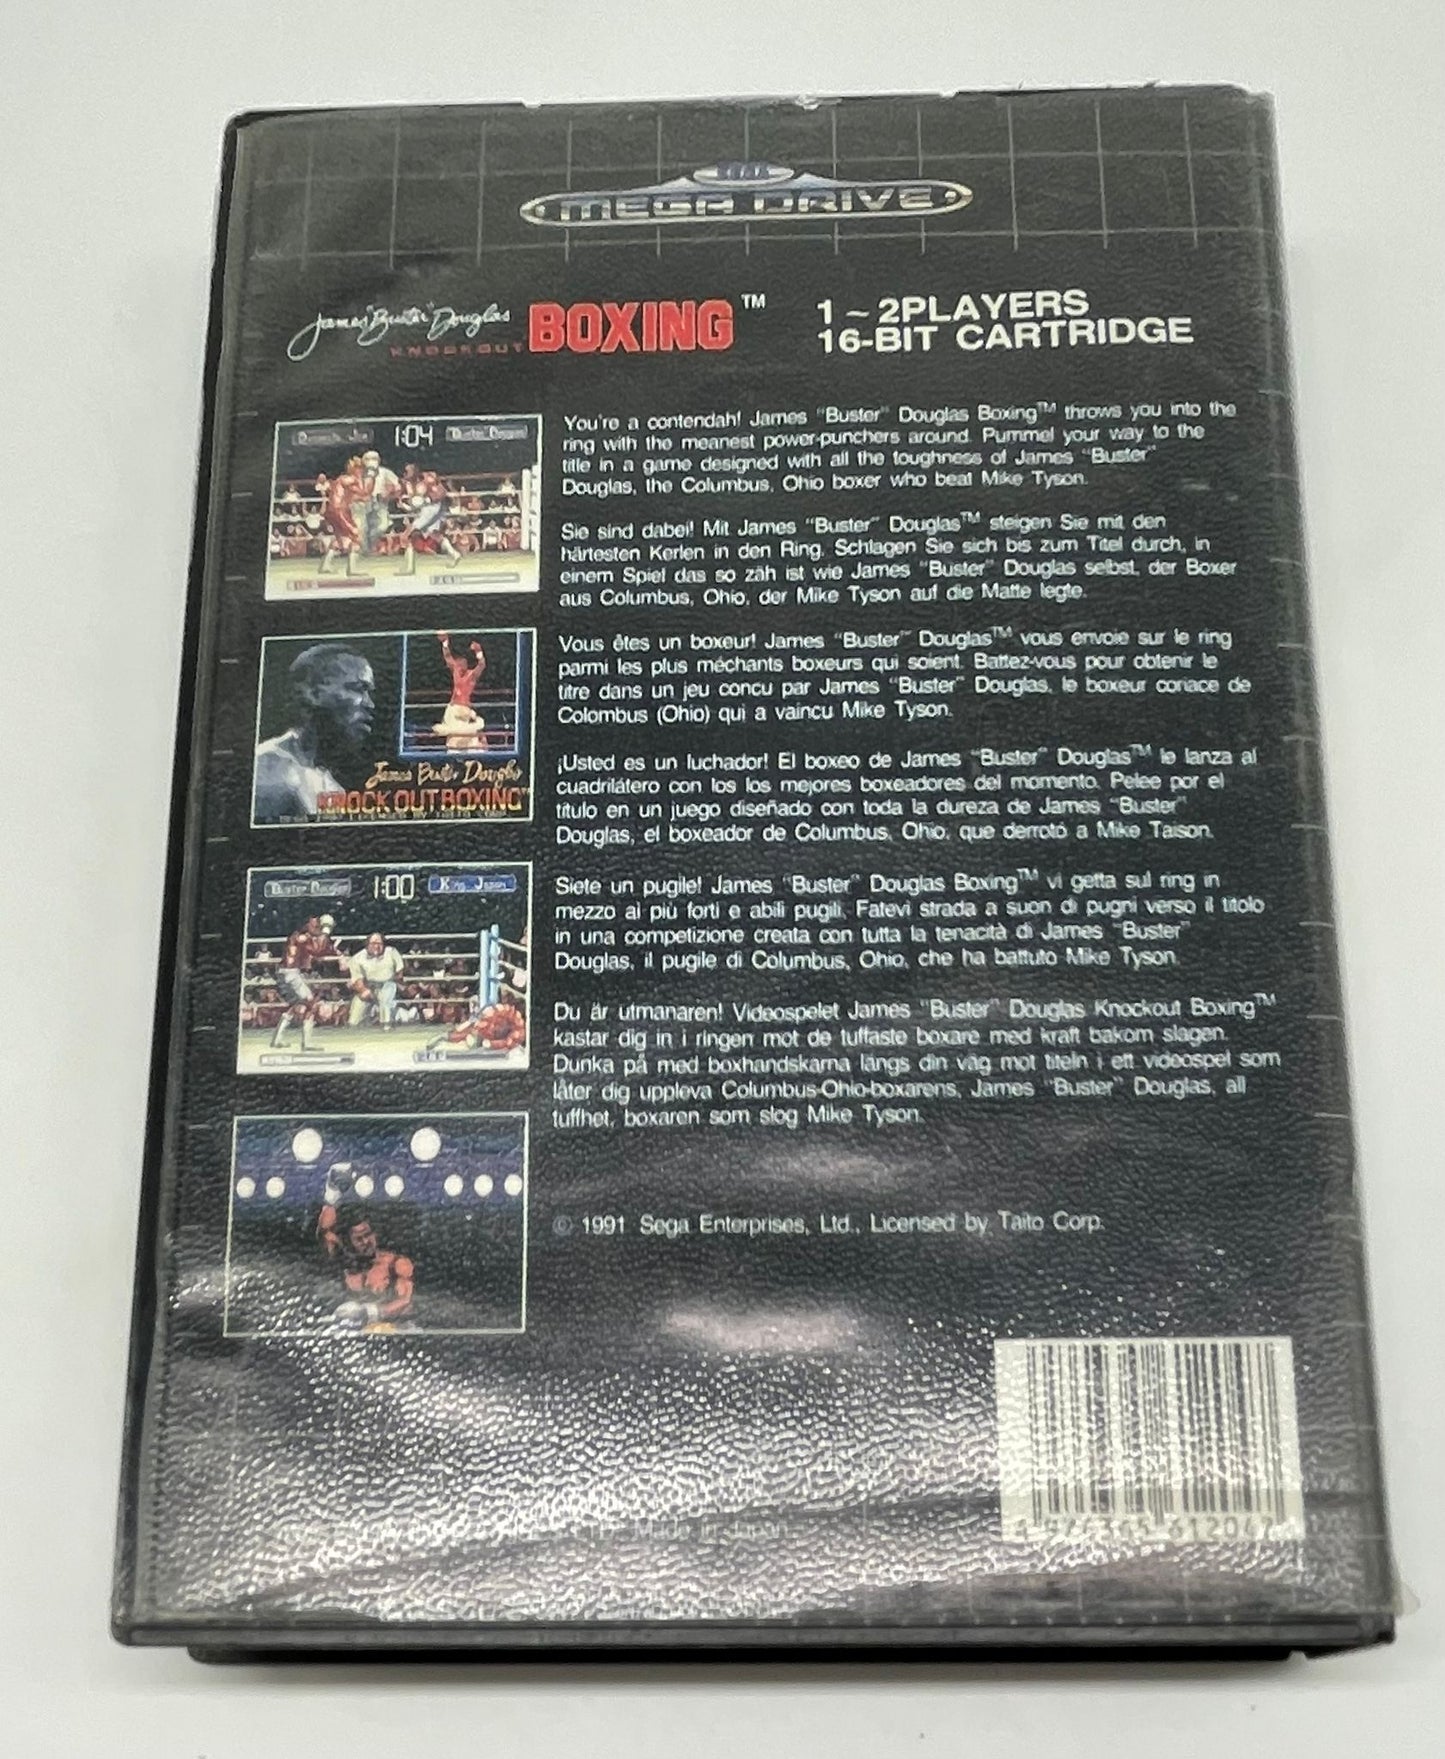 MEGA DRIVE
James "Buster" Douglas
KNOCKOUT BOXING™
1~2PLAYERS
16-BIT CARTRIDGE
1:04
You're a contendah! James "Buster" Douglas Boxing™ throws you into the
ring with the meanest power-punchers around. Pummel your way to the
title in a game designed with all the toughness of James "Buster"
Douglas, the Columbus, Ohio boxer who beat Mike Tyson.
Sie sind dabei! Mit James "Buster" Douglas™ steigen Sie mit den
härtesten Kerlen in den Ring. Schlagen Sie sich bis zum Titel durch, in
einem Spiel das so zäh ist wie James "Buster" Douglas selbst, der Boxer
aus Columbus, Ohio, der Mike Tyson auf die Matte legte.
James Buster Douglas
KNOCK OUT BOXING™
Vous êtes un boxeur! James "Buster" Douglas™ vous envoie sur le ring
parmi les plus méchants boxeurs qui soient. Battez-vous pour obtenir le
titre dans un jeu concu par James "Buster" Douglas, le boxeur coriace de
Colombus (Ohio) qui a vaincu Mike Tyson.
¡Usted es un luchador! El boxeo de James "Buster" Douglas™ le lanza al
cuadrilátero con los los mejores boxeadores del momento. Pelee por el
título en un juego diseñado con toda la dureza de James "Buster"
Douglas, el boxeador de Columbus, Ohio, que derrotó a Mike Taison.
Buster Douglas 1:00 King Jason
Siete un pugile! James "Buster" Douglas Boxing™ vi getta sul ring in
mezzo ai più forti e abili pugili. Fatevi strada a suon di pugni verso il titolo
in una competizione creata con tutta la tenacità di James "Buster"
Douglas, il pugile di Columbus, Ohio, che ha battuto Mike Tyson.
Du är utmanaren! Videospelet James "Buster" Douglas Knockout Boxing™
kastar dig in i ringen mot de tuffaste boxare med kraft bakom slagen.
Dunka på med boxhandskarna längs din väg mot titeln i ett videospel som
låter dig uppleva Columbus-Ohio-boxarens, James "Buster" Douglas, all
tuffhet, boxaren som slog Mike Tyson.
© 1991 Sega Enterprises, Ltd., Licensed by Taito Corp.
Made in Japan